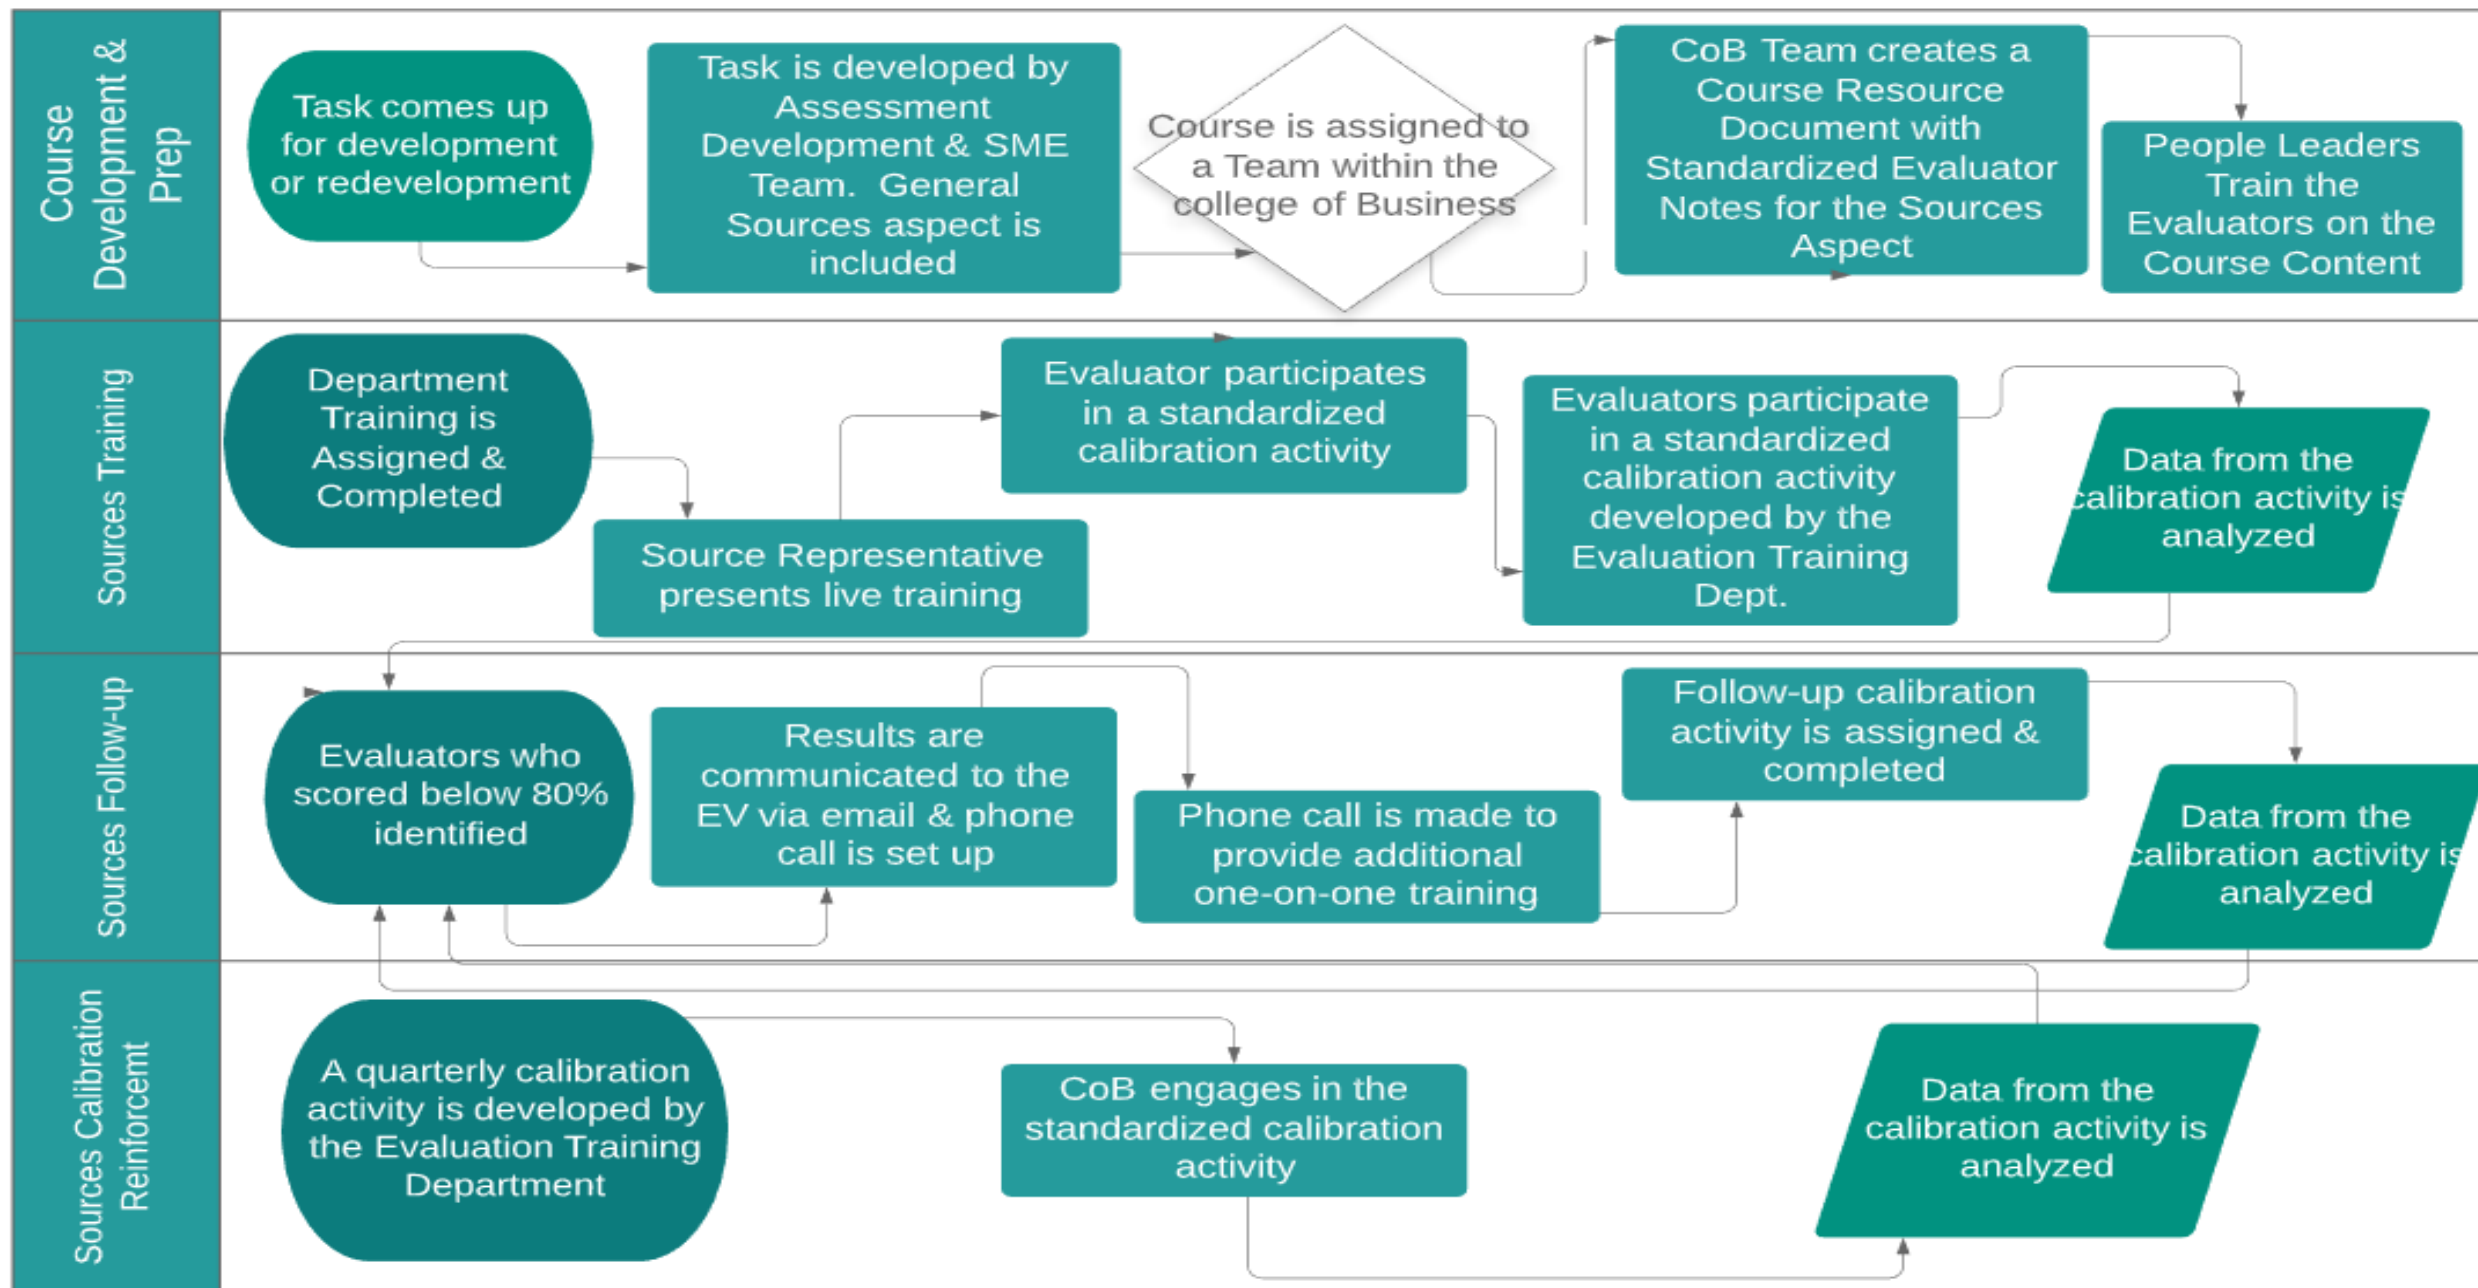 Course
Development &
Prep
Task comes up
for development
or redevelopment
Task is developed by
Assessment
Development & SME
Team. General
Sources aspect is
included
Course is assigned to
a Team within the
college of Business
CoB Team creates a
Course Resource
Document with
Standardized Evaluator
Notes for the Sources
Aspect
People Leaders
Train the
Evaluators on the
Course Content
Sources Training
Department
Training is
Assigned &
Completed
Source Representative
presents live training
Evaluator participates
in a standardized
calibration activity
Evaluators participate
in a standardized
calibration activity
developed by the
Evaluation Training
Dept.
Data from the
calibration activity is
analyzed
Sources Follow-up
Evaluators who
scored below 80%
identified
Results are
communicated to the
EV via email & phone
call is set up
Phone call is made to
provide additional
one-on-one training
Follow-up calibration
activity is assigned &
completed
Data from the
calibration activity is
analyzed
Sources Calibration
Reinforcemt
A quarterly calibration
activity is developed by
the Evaluation Training
Department
CoB engages in the
standardized calibration
activity
Data from the
calibration activity is
analyzed